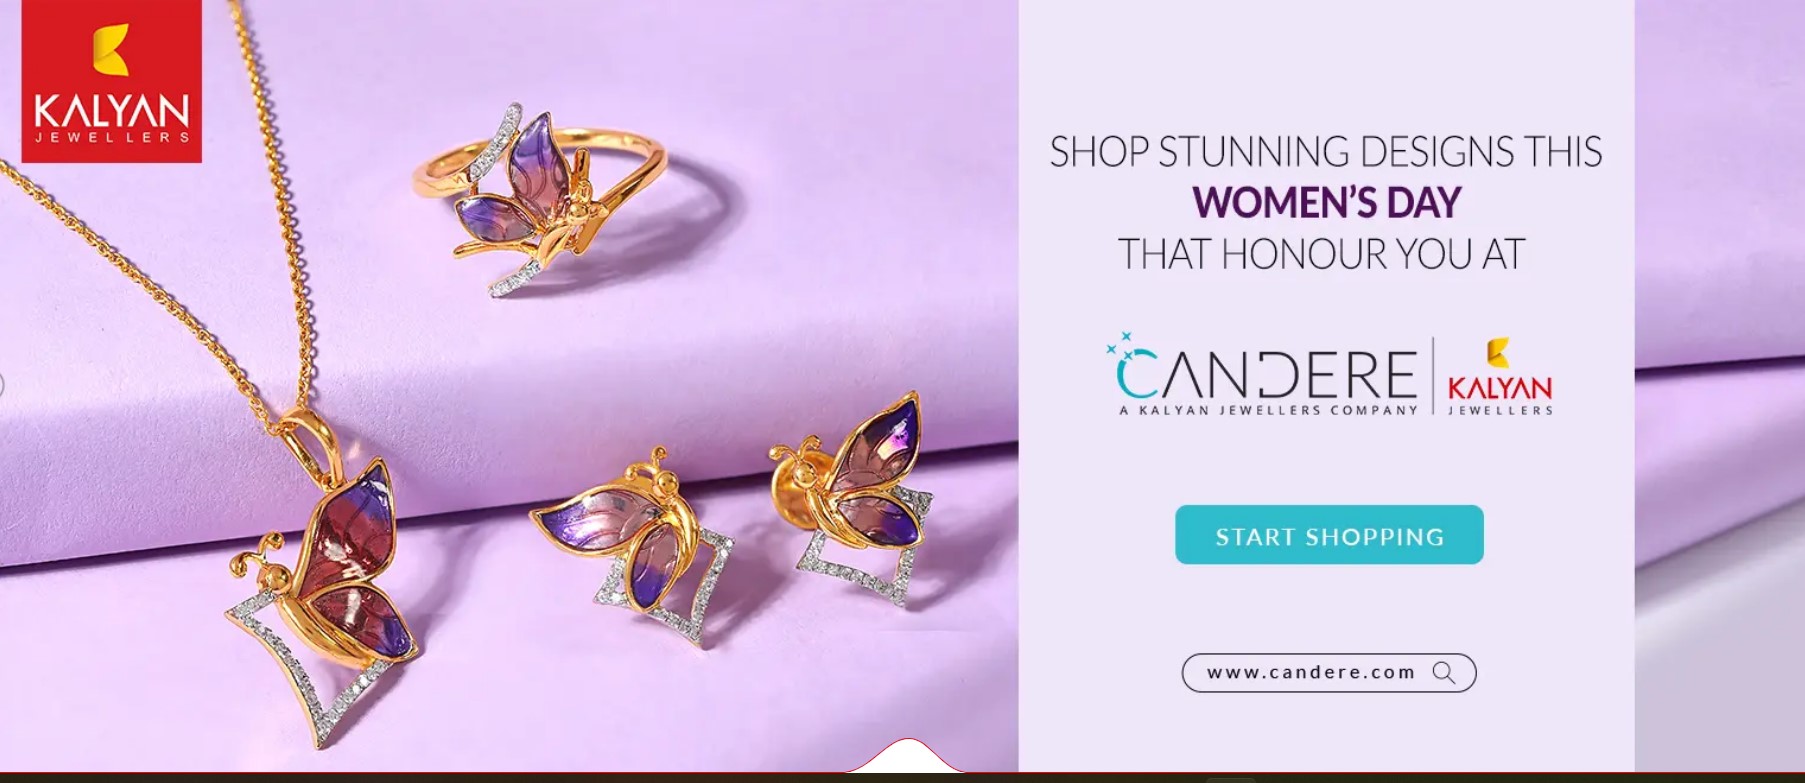 KALYAN
JEWELLERS
SHOP STUNNING DESIGNS THIS
WOMEN'S DAY
THAT HONOUR YOU AT
CANDERE
A KALYAN JEWELLERS COMPANY
KALYAN
JEWELLERS
START SHOPPING
www.candere.com